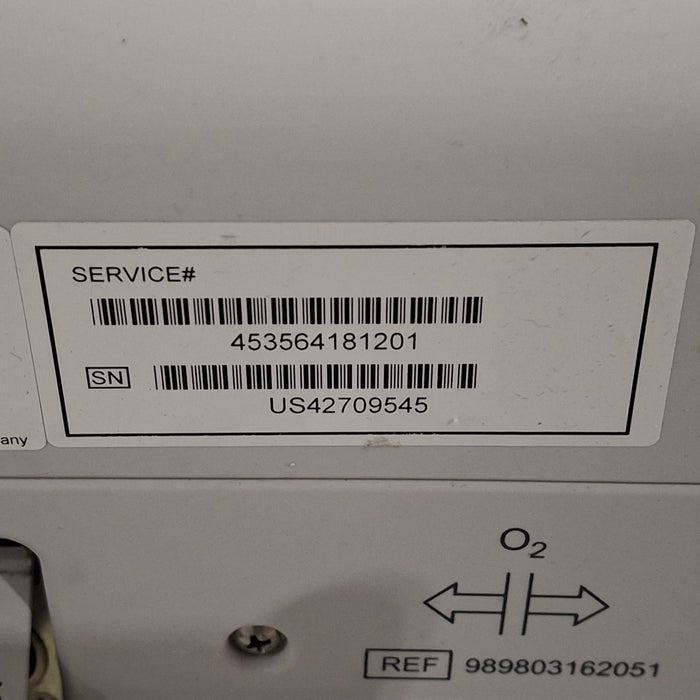 SERVICE#
453564181201
SN
US42709545
any
O2
REF 989803162051